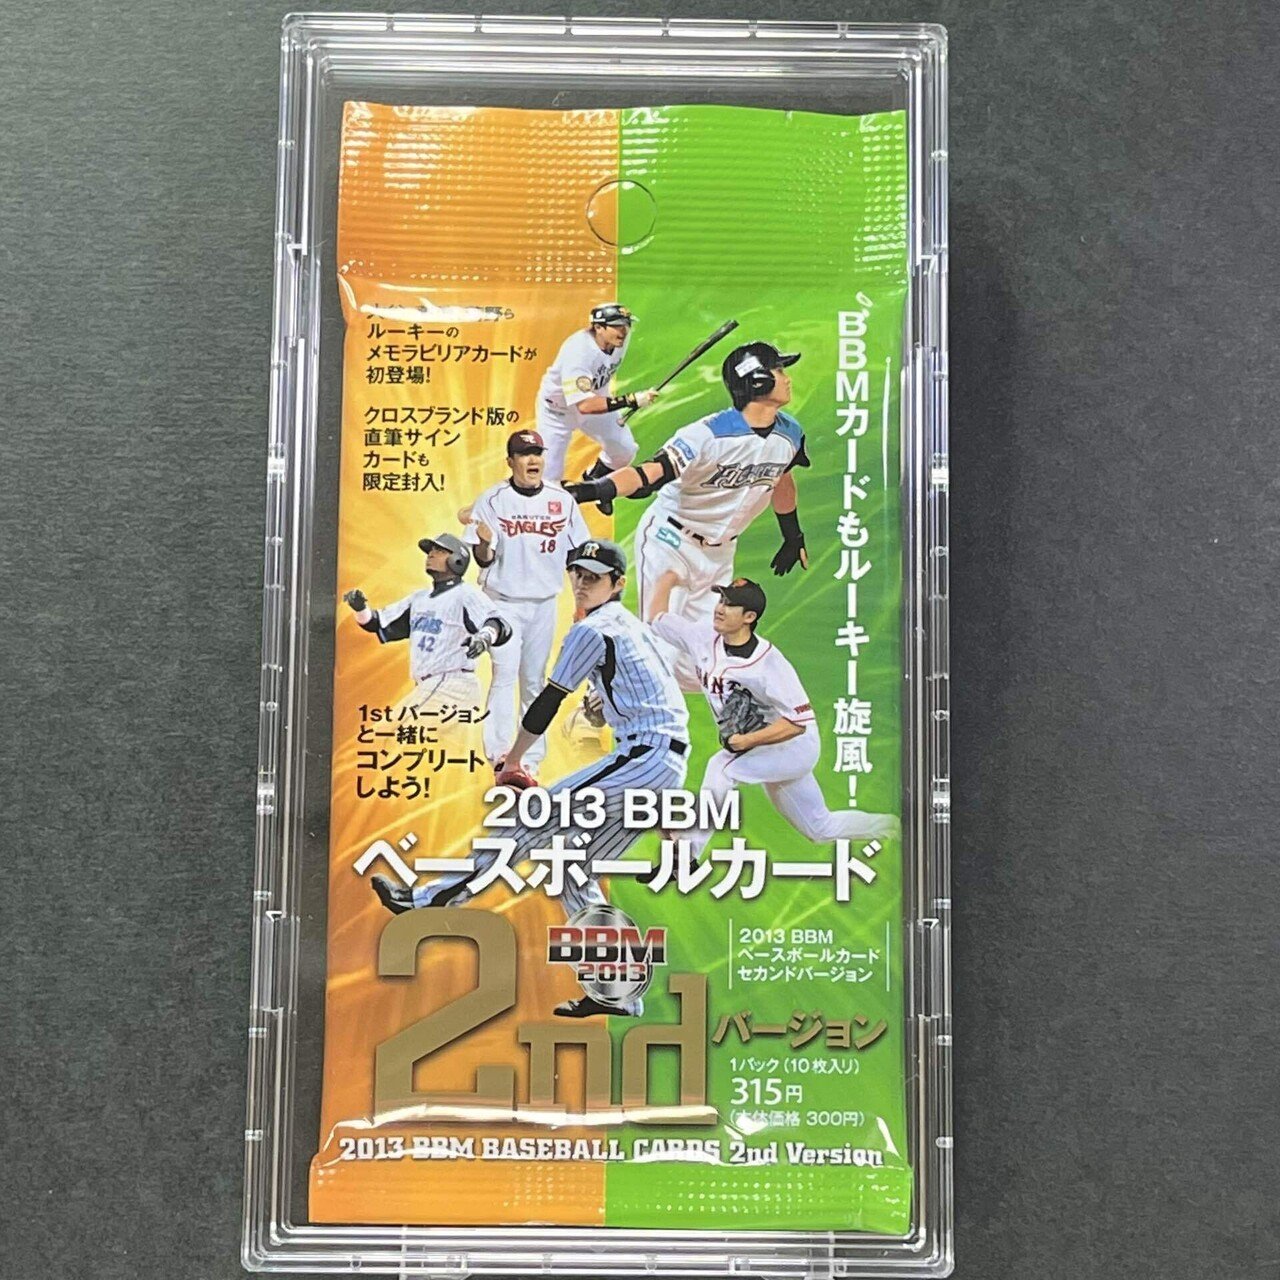 野ら
ルーキーの
メモラビリアカードが
初登場!
クロスブランド版の
直筆サイン
カードも
限定封入!
BBMカードもルーキー旋風!
EAGLES
18
42
1stバージョン
と一緒に
コンプリート
しよう!
2013 BBM
ベースボールカード
2nd
バージョン
BBM
2013
2013 BBM
ベースボールカード
セカンドバージョン
1パック(10枚入り)
315円
(本体価格 300円)
2013 BBM BASEBALL CARDS 2nd Version